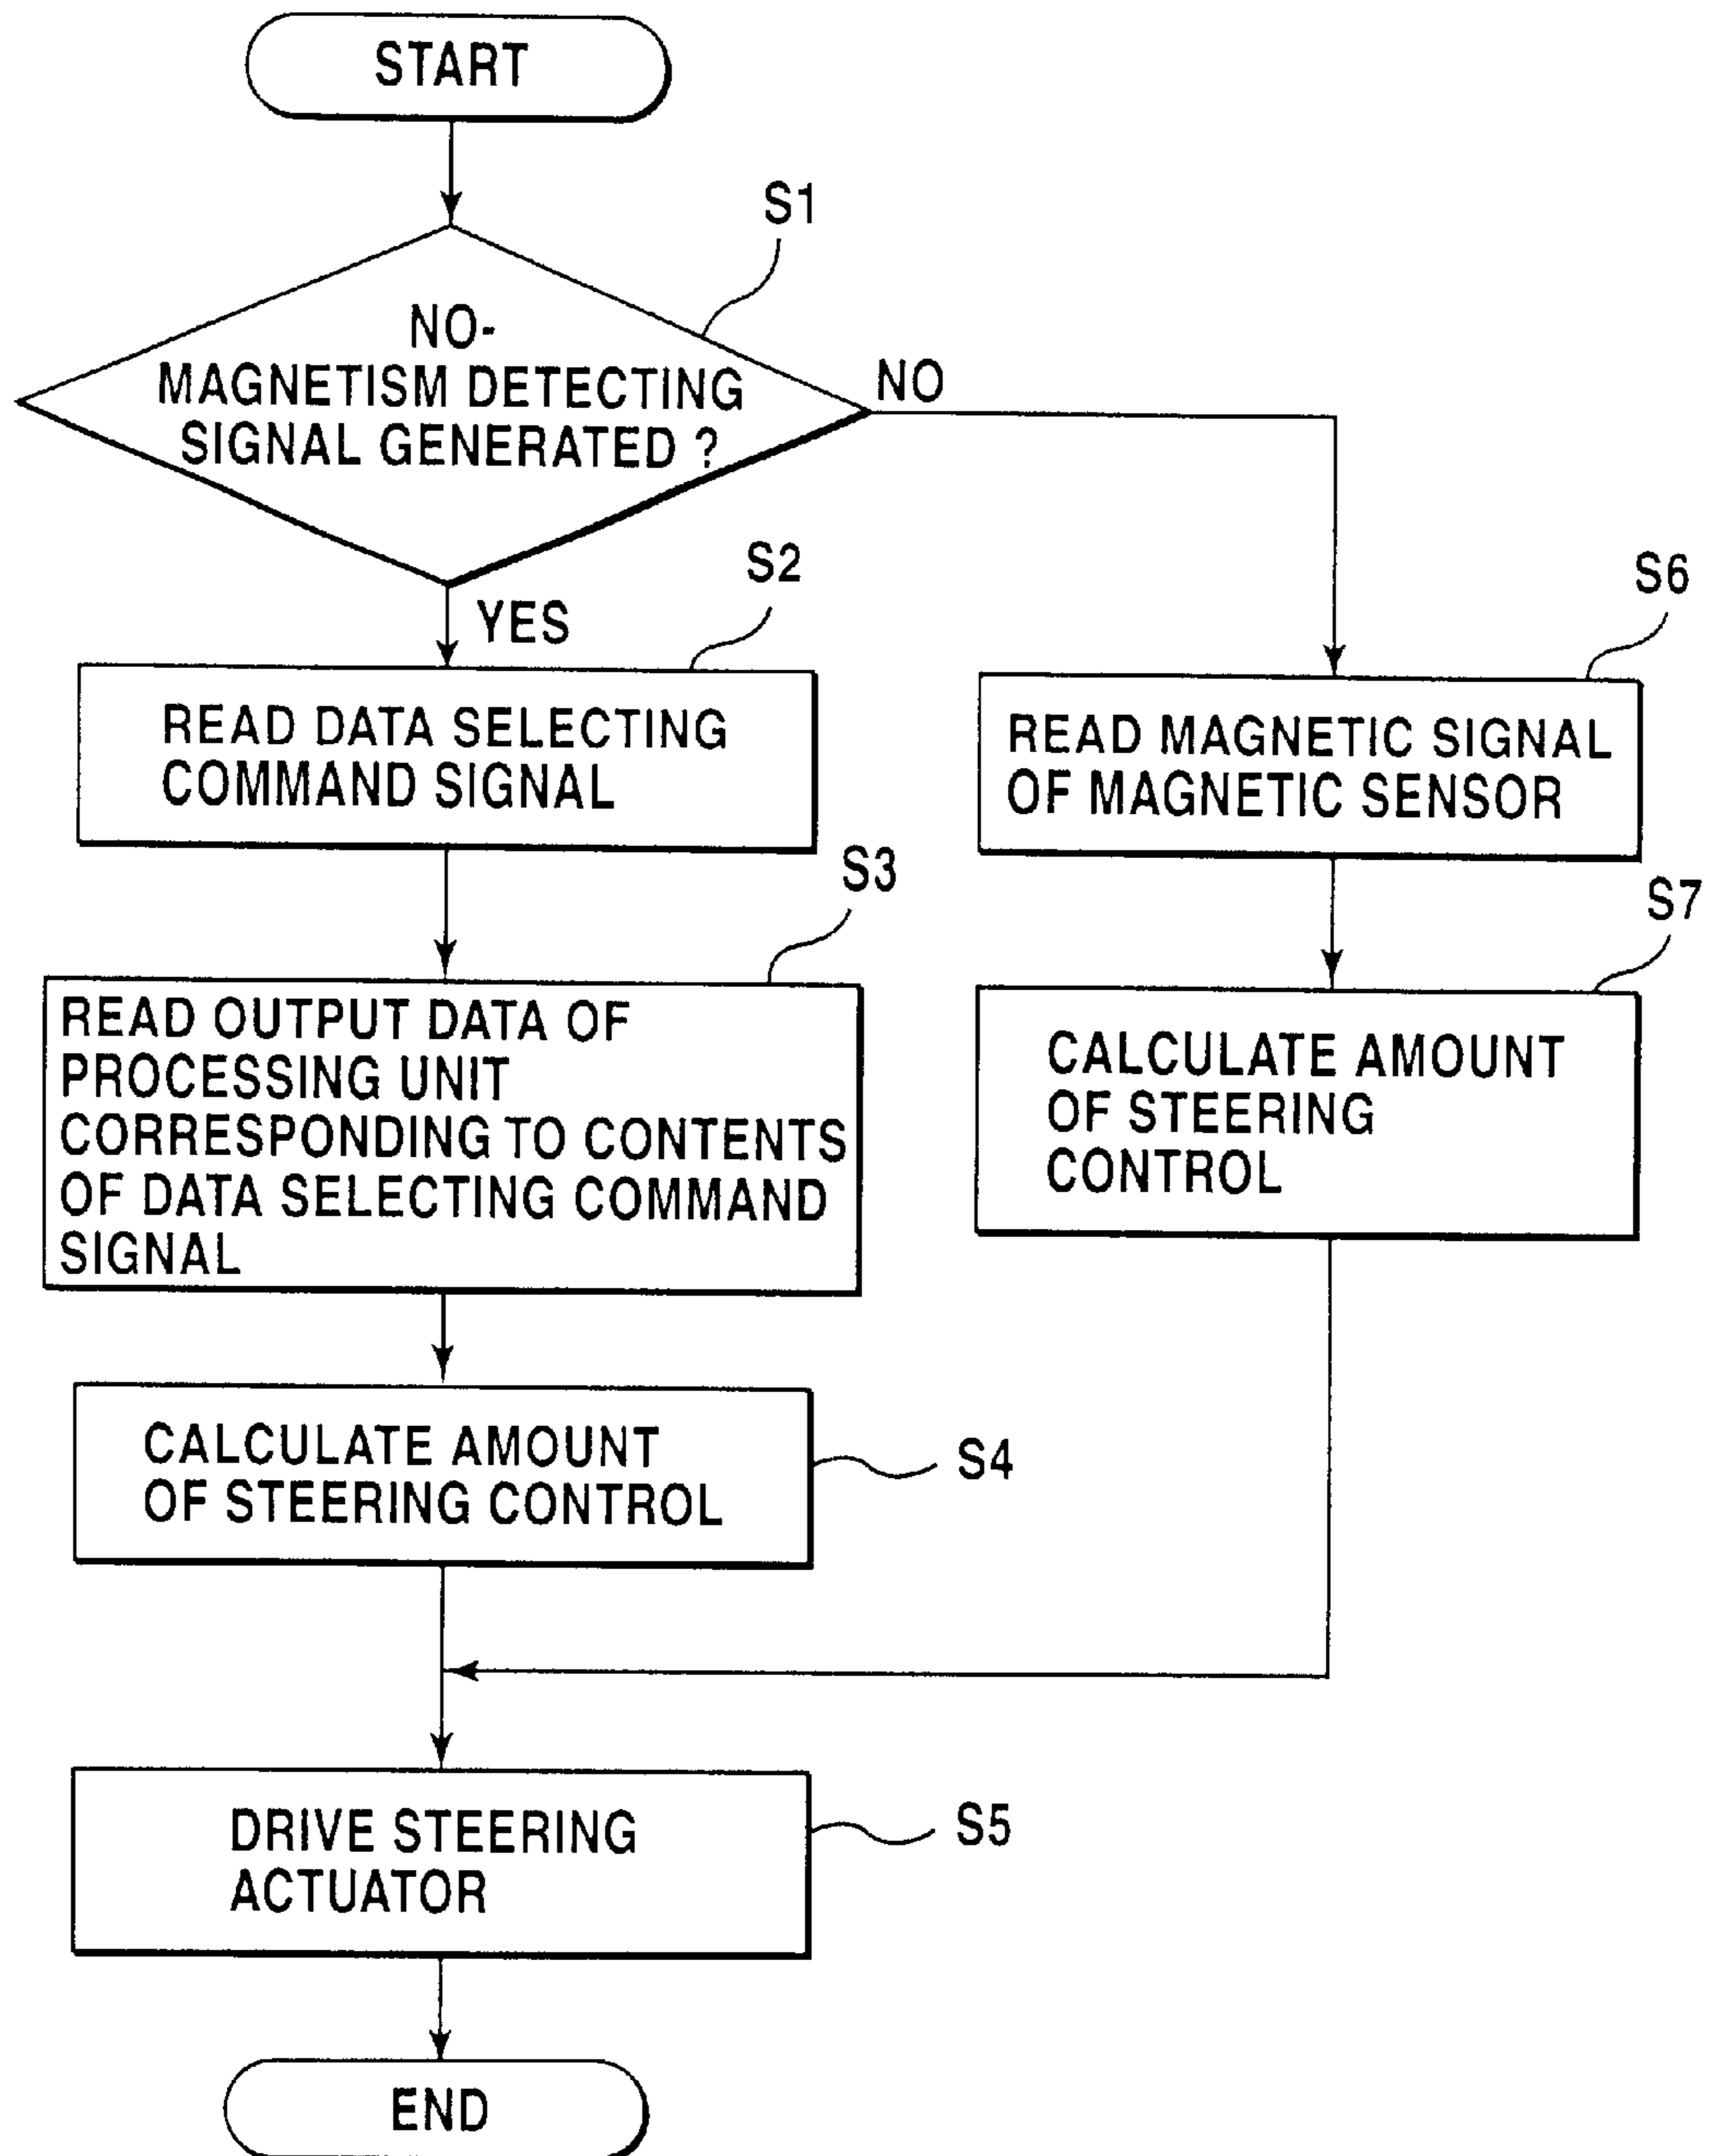 START
S1
NO-
MAGNETISM DETECTING
SIGNAL GENERATED ?
NO
YES
S2
READ DATA SELECTING
COMMAND SIGNAL
S3
READ OUTPUT DATA OF
PROCESSING UNIT
CORRESPONDING TO CONTENTS
OF DATA SELECTING COMMAND
SIGNAL
CALCULATE AMOUNT
OF STEERING CONTROL
S4
S6
READ MAGNETIC SIGNAL
OF MAGNETIC SENSOR
S7
CALCULATE AMOUNT
OF STEERING
CONTROL
DRIVE STEERING
ACTUATOR
S5
END